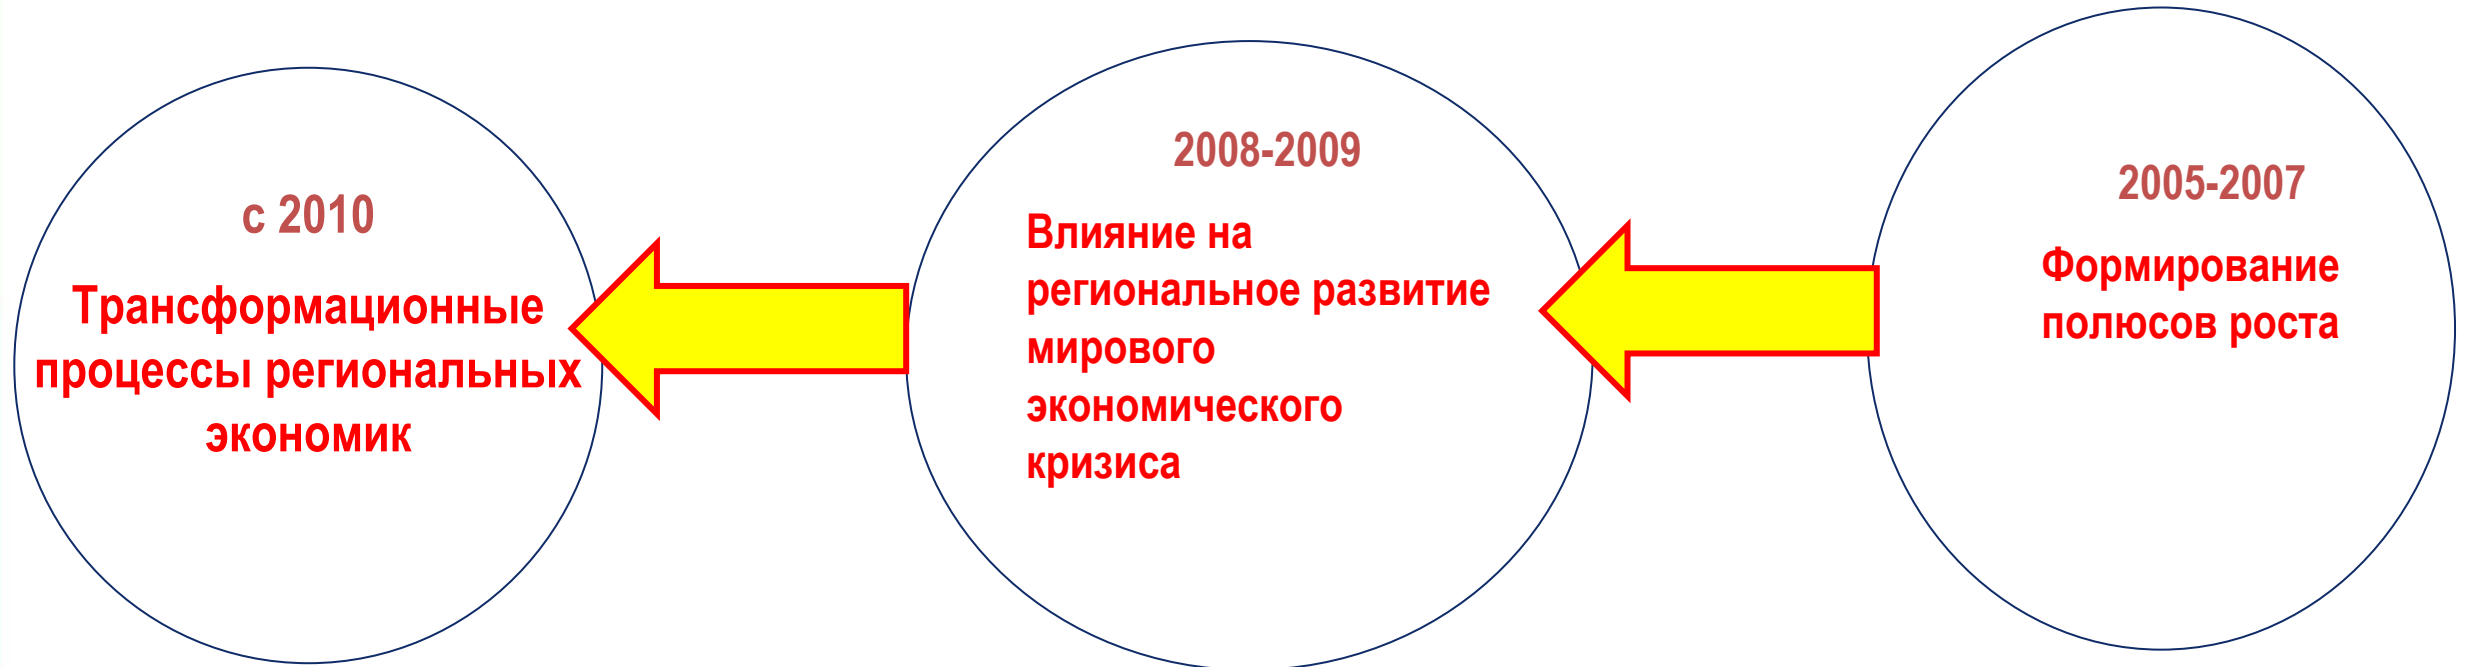 с 2010
Трансформационные
процессы региональных
экономик
2008-2009
Влияние на
региональное развитие
мирового
экономического
кризиса
2005-2007
Формирование
полюсов роста